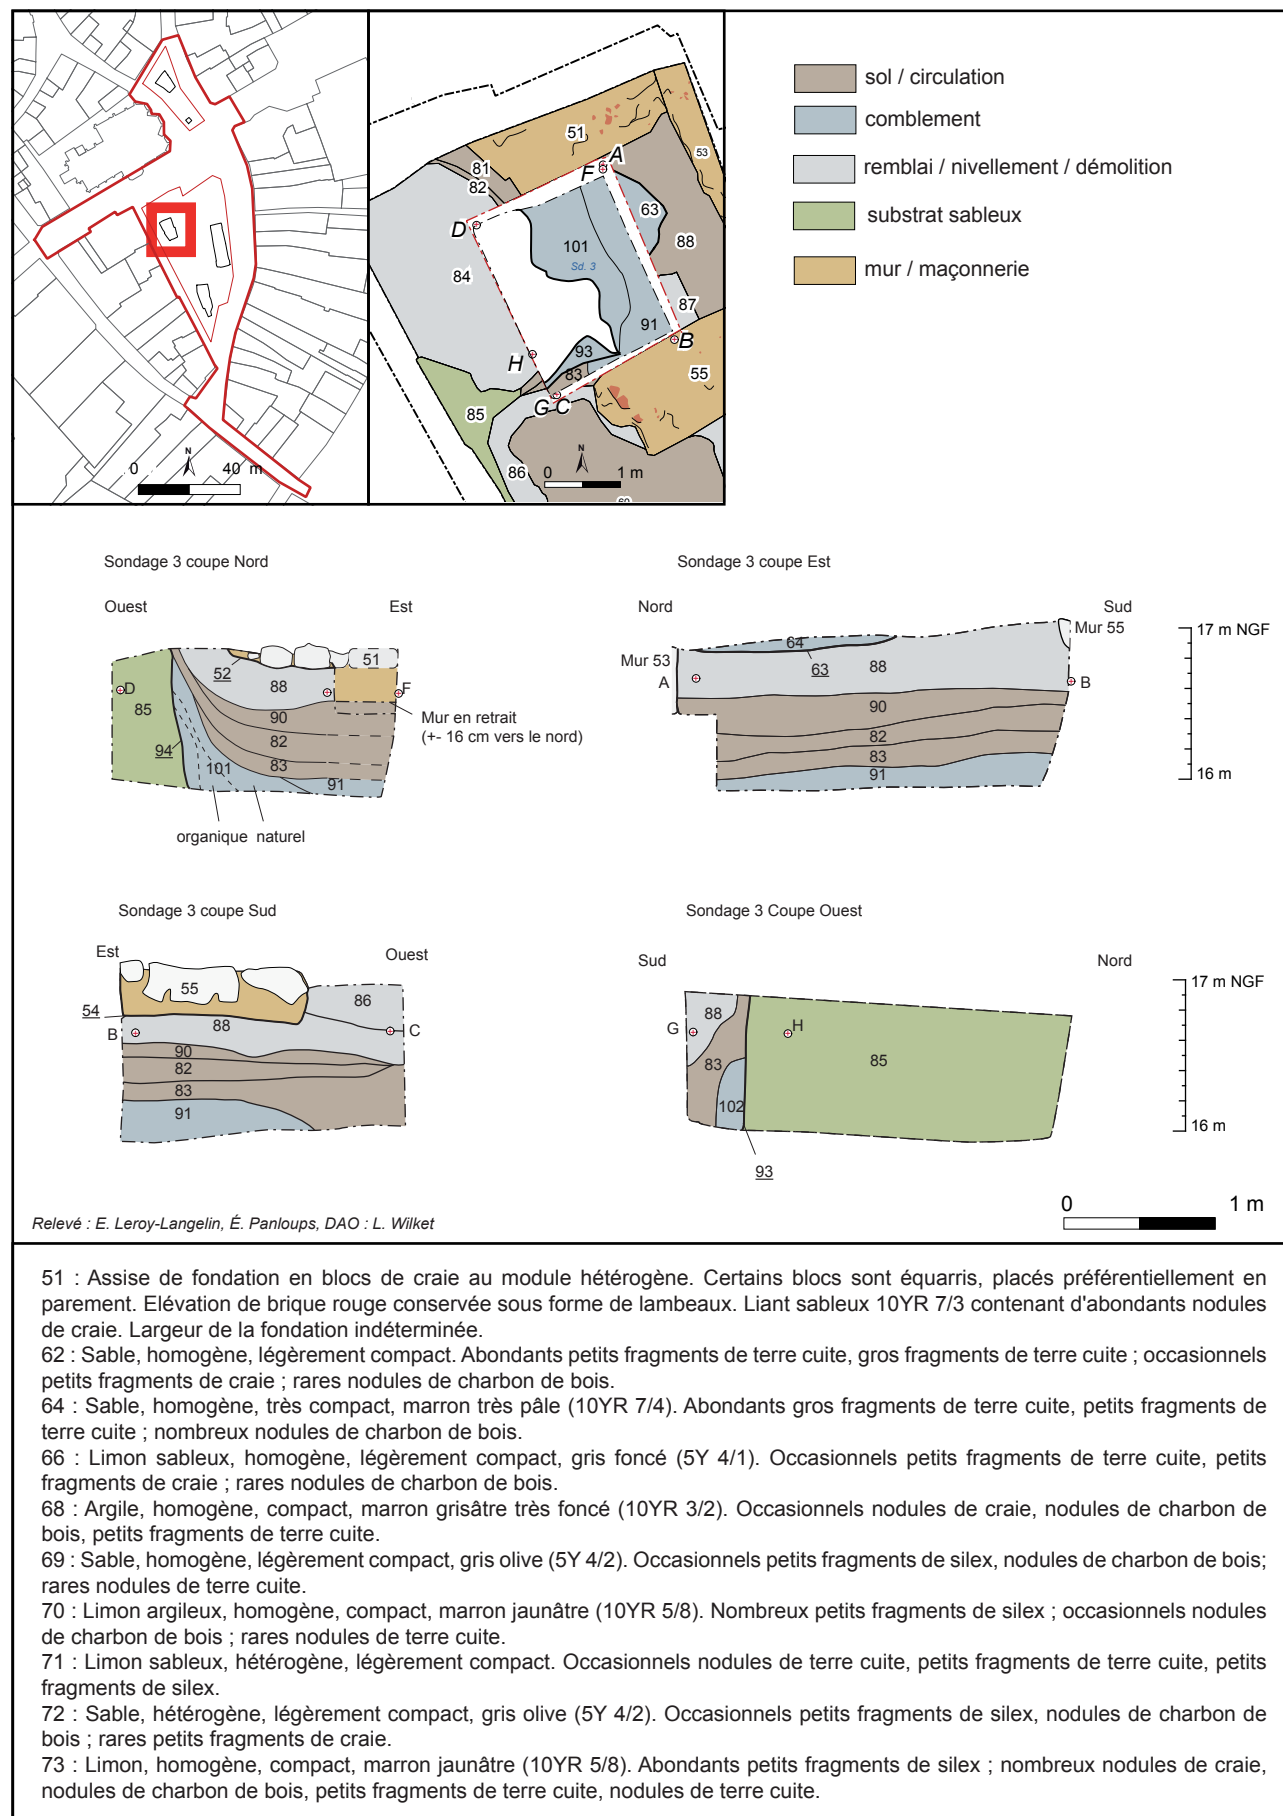 0 N 40 m
51
A
81
F
82
53
63
D
101
88
Sd. 3
84
87
91
B
H
93
83
55
G C
85
N
86
0 1 m
sol / circulation
comblement
remblai / nivellement / démolition
substrat sableux
mur / maçonnerie
Sondage 3 coupe Nord
Ouest Est
51
52
88
D
F
85
90
Mur en retrait
(+- 16 cm vers le nord)
82
94
101
83
91
organique naturel
Sondage 3 coupe Est
Nord Sud
Mur 55
17 m NGF
64
Mur 53
63
88
A
B
90
82
83
91
16 m
Sondage 3 coupe Sud
Est Ouest
55
86
54
B
88
C
90
82
83
91
Sondage 3 Coupe Ouest
Sud Nord
17 m NGF
88
G
H
83
85
102
16 m
93
0 1 m
Relevé : E. Leroy-Langelin, É. Panloups, DAO : L. Wilket
51 : Assise de fondation en blocs de craie au module hétérogène. Certains blocs sont équarris, placés préférentiellement en
parement. Elévation de brique rouge conservée sous forme de lambeaux. Liant sableux 10YR 7/3 contenant d'abondants nodules
de craie. Largeur de la fondation indéterminée.
62 : Sable, homogène, légèrement compact. Abondants petits fragments de terre cuite, gros fragments de terre cuite ; occasionnels
petits fragments de craie ; rares nodules de charbon de bois.
64 : Sable, homogène, très compact, marron très pâle (10YR 7/4). Abondants gros fragments de terre cuite, petits fragments de
terre cuite ; nombreux nodules de charbon de bois.
66 : Limon sableux, homogène, légèrement compact, gris foncé (5Y 4/1). Occasionnels petits fragments de terre cuite, petits
fragments de craie ; rares nodules de charbon de bois.
68 : Argile, homogène, compact, marron grisâtre très foncé (10YR 3/2). Occasionnels nodules de craie, nodules de charbon de
bois, petits fragments de terre cuite.
69 : Sable, homogène, légèrement compact, gris olive (5Y 4/2). Occasionnels petits fragments de silex, nodules de charbon de bois;
rares nodules de terre cuite.
70 : Limon argileux, homogène, compact, marron jaunâtre (10YR 5/8). Nombreux petits fragments de silex ; occasionnels nodules
de charbon de bois ; rares nodules de terre cuite.
71 : Limon sableux, hétérogène, légèrement compact. Occasionnels nodules de terre cuite, petits fragments de terre cuite, petits
fragments de silex.
72 : Sable, hétérogène, légèrement compact, gris olive (5Y 4/2). Occasionnels petits fragments de silex, nodules de charbon de
bois ; rares petits fragments de craie.
73 : Limon, homogène, compact, marron jaunâtre (10YR 5/8). Abondants petits fragments de silex ; nombreux nodules de craie,
nodules de charbon de bois, petits fragments de terre cuite, nodules de terre cuite.